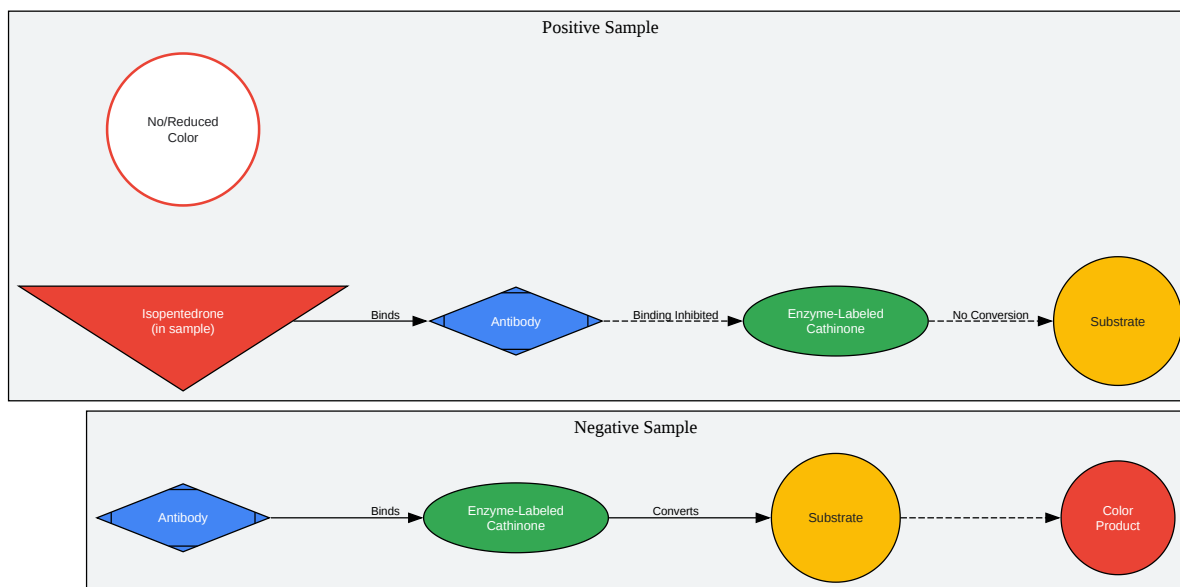 Positive Sample
No/Reduced
Color
Isopentedrone
(in sample)
Binds
Antibody
Binding Inhibited
Enzyme-Labeled
Cathinone
No Conversion
Substrate
Negative Sample
Antibody
Binds
Enzyme-Labeled
Cathinone
Converts
Substrate
Color
Product